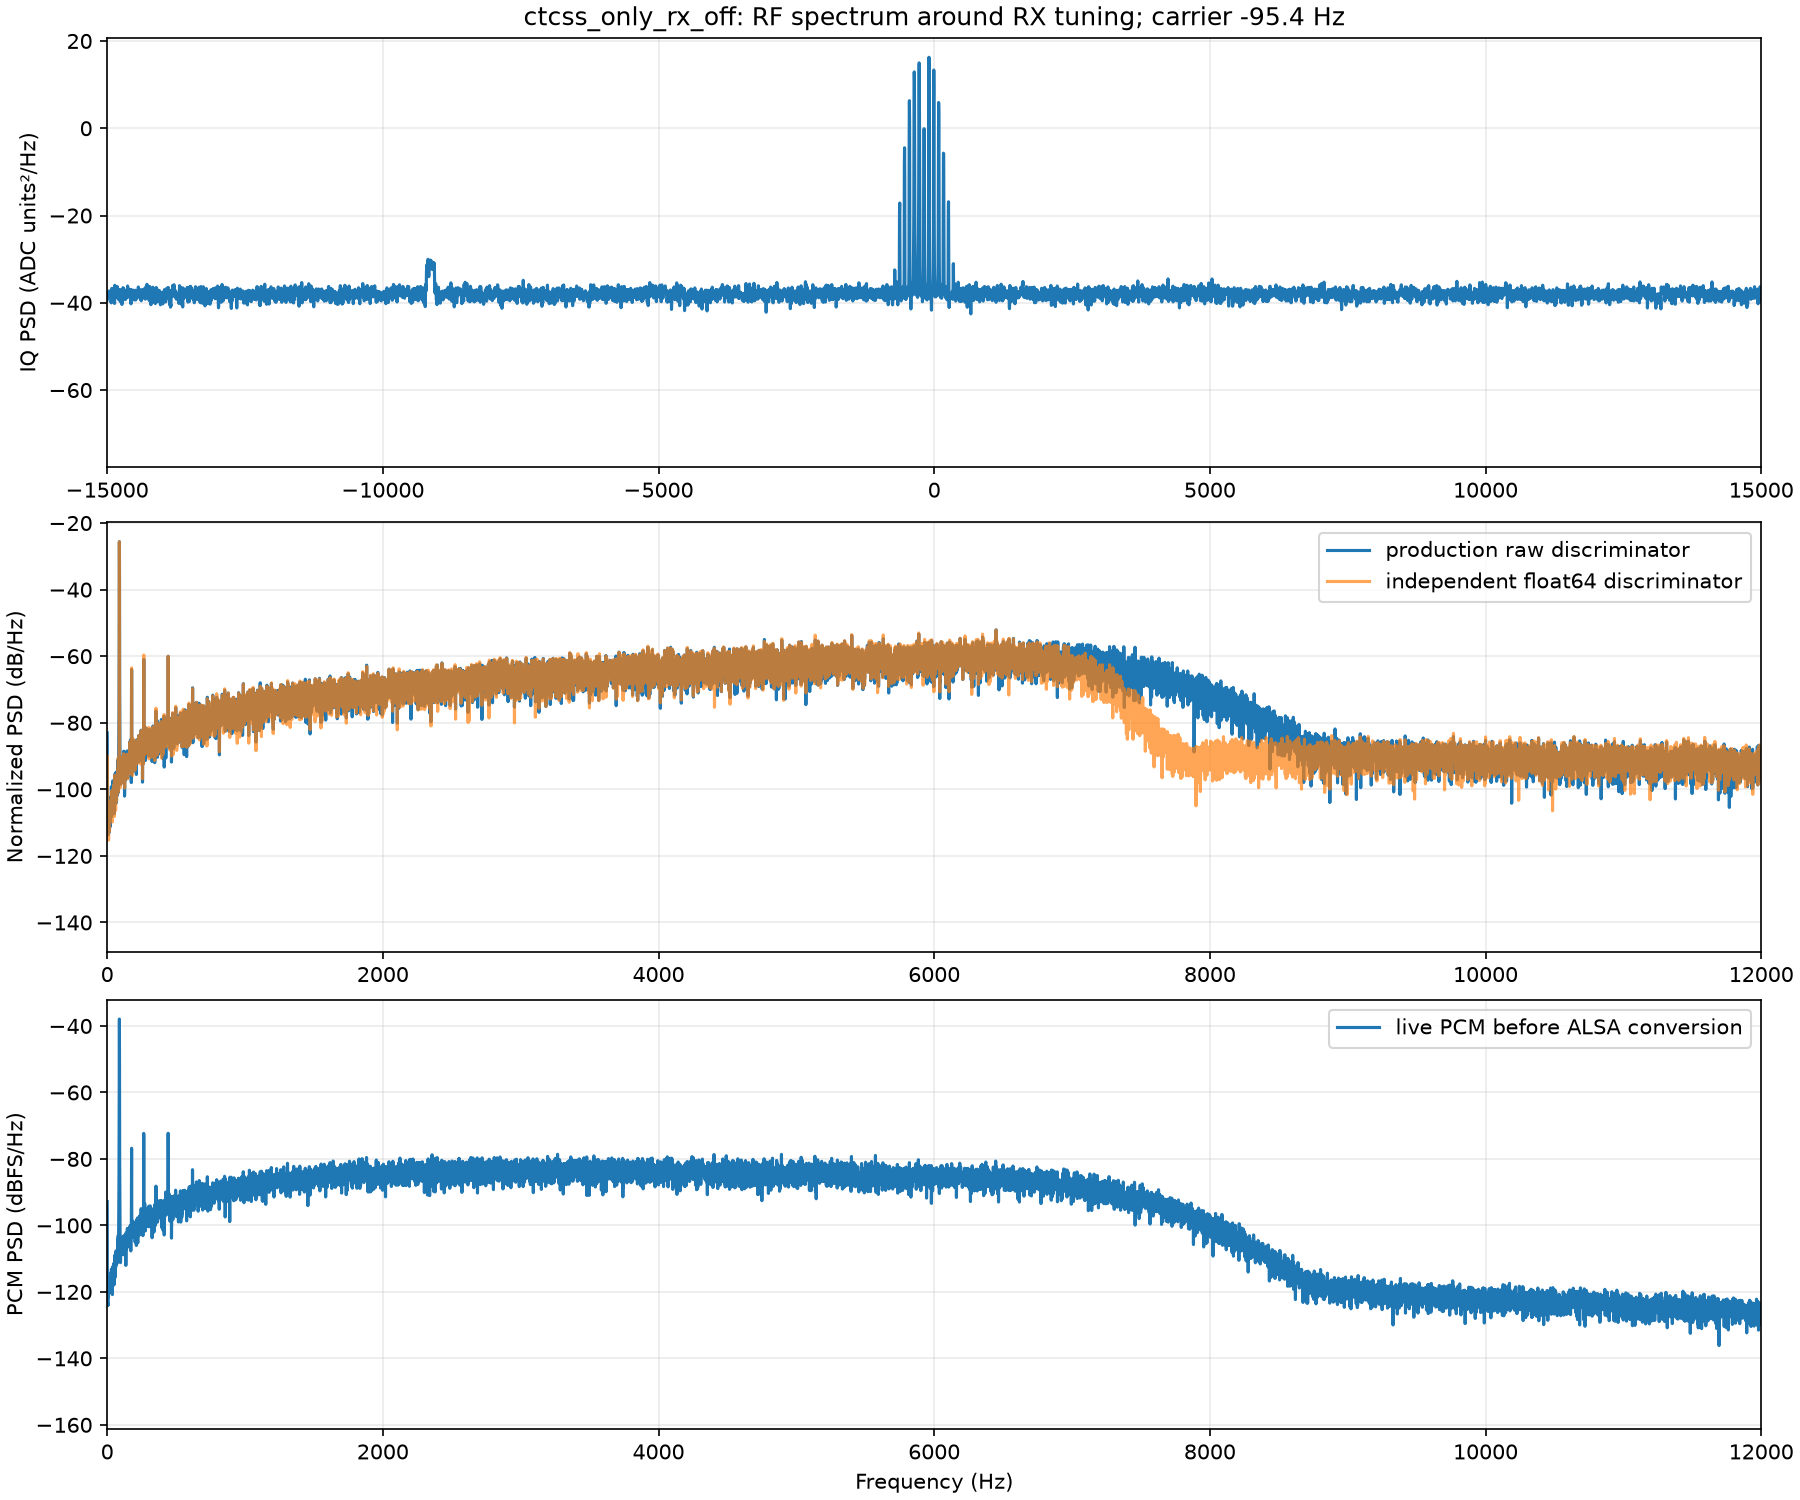 ctcss_only_rx_off: RF spectrum around RX tuning; carrier -95.4 Hz
IQ PSD (ADC units²/Hz)
20
0
−20
−40
−60
−15000 −10000 −5000 0 5000 10000 15000
Normalized PSD (dB/Hz)
−20
−40
−60
−80
−100
−120
−140
production raw discriminator
independent float64 discriminator
0 2000 4000 6000 8000 10000 12000
PCM PSD (dBFS/Hz)
−40
−60
−80
−100
−120
−140
−160
live PCM before ALSA conversion
0 2000 4000 6000 8000 10000 12000
Frequency (Hz)